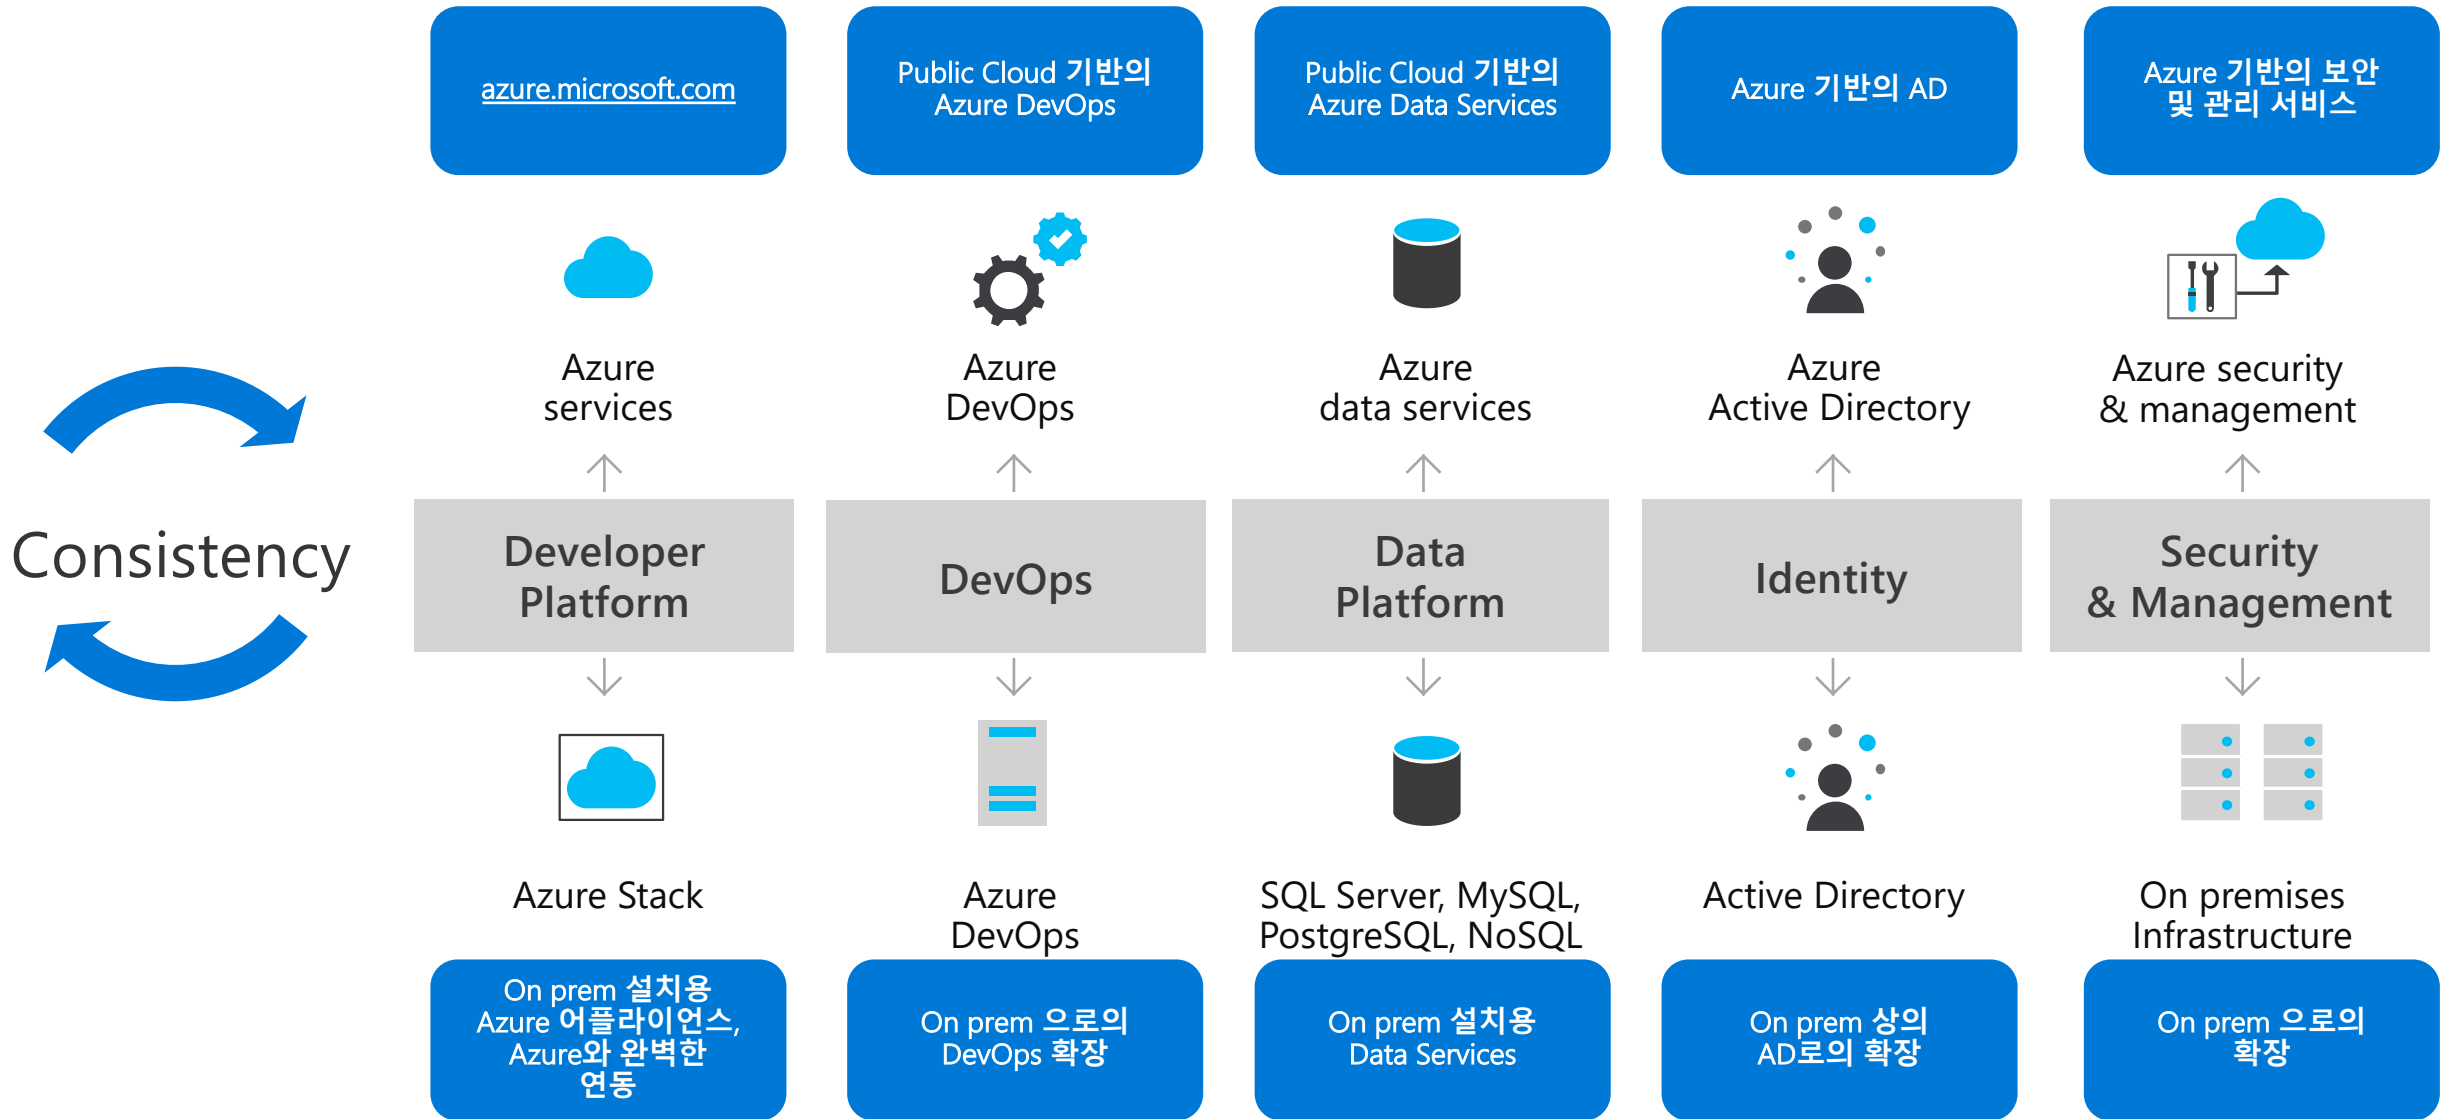 azure.microsoft.com
Public Cloud 기반의
Azure DevOps
Public Cloud 기반의
Azure Data Services
Azure 기반의 AD
Azure 기반의 보안
및 관리 서비스
Azure
services
Azure
DevOps
Azure
data services
Azure
Active Directory
Azure security
& management
Consistency
Developer
Platform
DevOps
Data
Platform
Identity
Security
& Management
Azure Stack
Azure
DevOps
SQL Server, MySQL,
PostgreSQL, NoSQL
Active Directory
On premises
Infrastructure
On prem 설치용
Azure 어플라이언스,
Azure와 완벽한
연동
On prem 으로의
DevOps 확장
On prem 설치용
Data Services
On prem 상의
AD로의 확장
On prem 으로의
확장